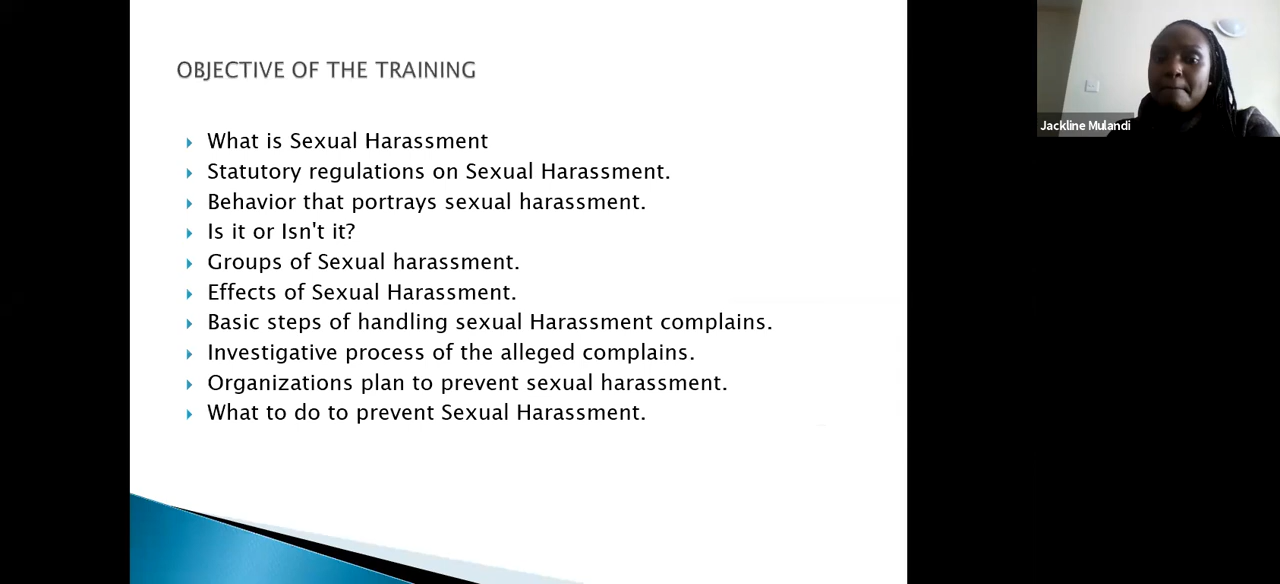 OBJECTIVE OF THE TRAINING
What is Sexual Harassment
Statutory regulations on Sexual Harassment.
Behavior that portrays sexual harassment.
Is it or Isn't it?
Groups of Sexual harassment.
Effects of Sexual Harassment.
Basic steps of handling sexual Harassment complains.
Investigative process of the alleged complains.
Organizations plan to prevent sexual harassment.
What to do to prevent Sexual Harassment.
Jackline Mulandi